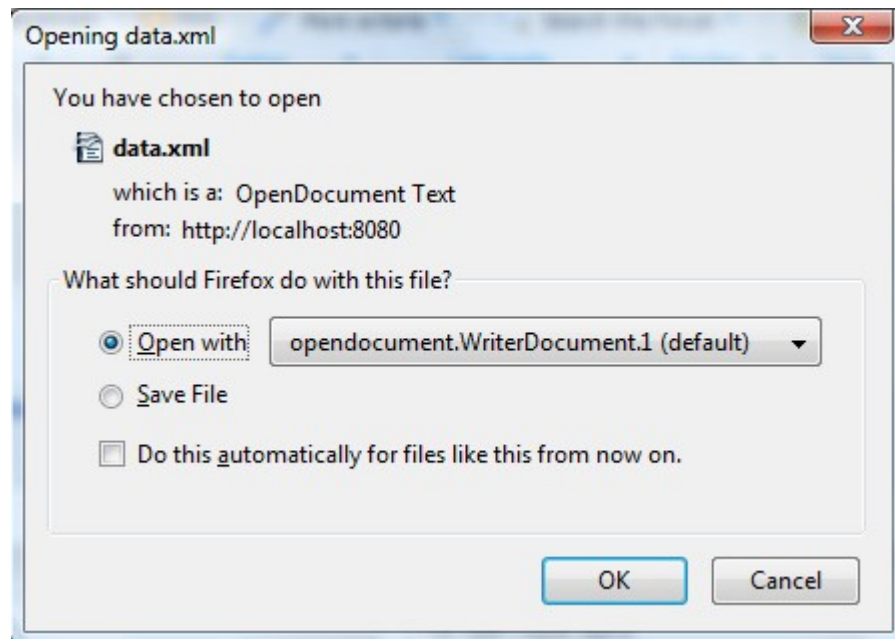 Opening data.xml
You have chosen to open
data.xml
which is a: OpenDocument Text
from: http://localhost:8080
What should Firefox do with this file?
Open with opendocument.WriterDocument.1 (default)
Save File
Do this automatically for files like this from now on.
OK Cancel